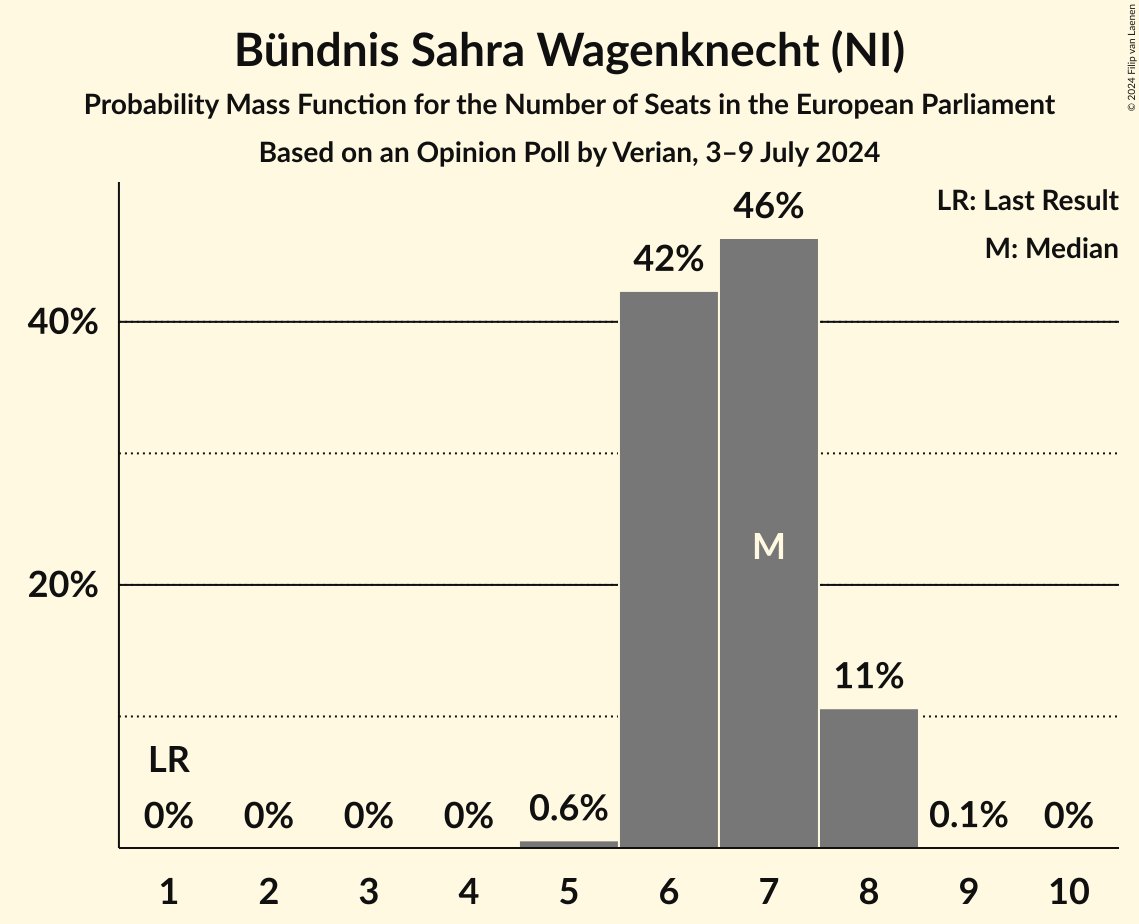 Bündnis Sahra Wagenknecht (NI)
Probability Mass Function for the Number of Seats in the European Parliament
Based on an Opinion Poll by Verian, 3–9 July 2024
© 2024 Filip van Laenen
LR: Last Result
M: Median
46%
42%
40%
M
20%
11%
LR
0% 0% 0% 0% 0.6% 0.1% 0%
1 2 3 4 5 6 7 8 9 10